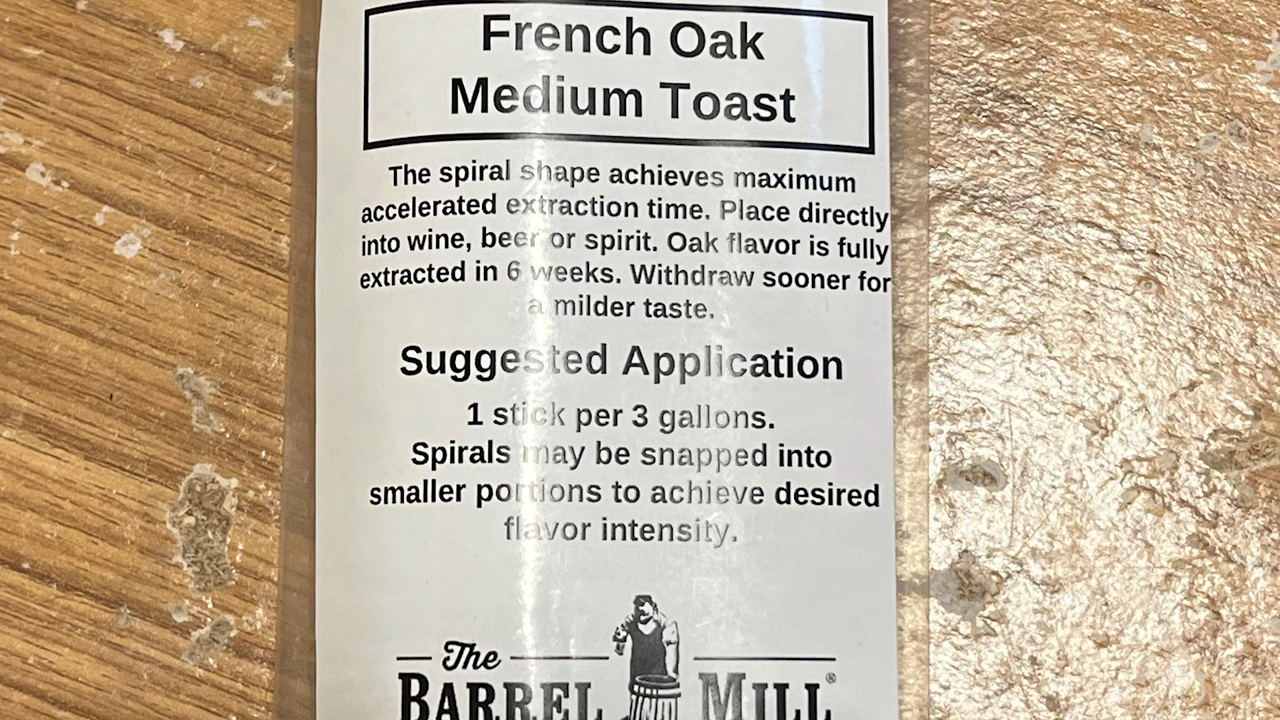 French Oak
Medium Toast
The spiral shape achieves maximum
accelerated extraction time. Place directly
into wine, beer or spirit. Oak flavor is fully
extracted in 6 weeks. Withdraw sooner for
a milder taste.
Suggested Application
1 stick per 3 gallons.
Spirals may be snapped into
smaller portions to achieve desired
flavor intensity.
The
BARREL MILL®